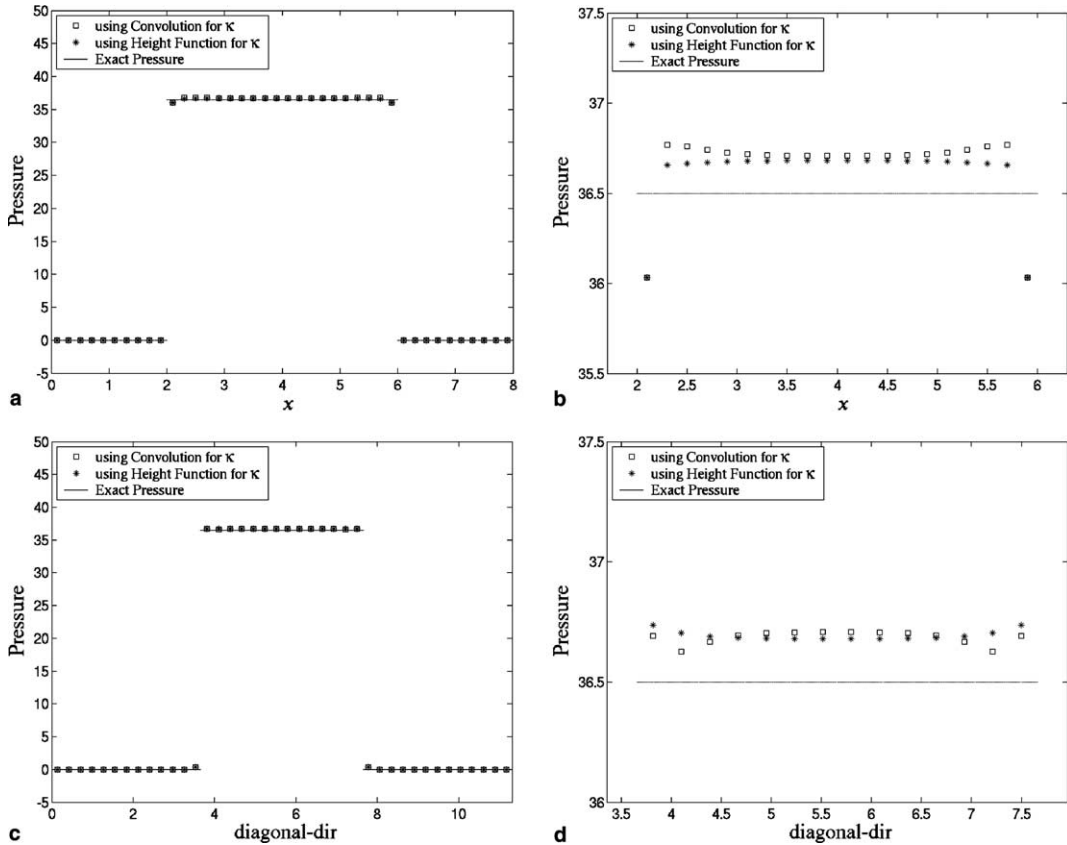 50
45
40
35
30
25
20
15
10
5
0
-5
Pressure
using Convolution for κ
using Height Function for κ
Exact Pressure
0 1 2 3 4 5 6 7 8
x
a
37.5
37
36.5
36
35.5
Pressure
using Convolution for κ
using Height Function for κ
Exact Pressure
2 2.5 3 3.5 4 4.5 5 5.5 6
x
b
50
45
40
35
30
25
20
15
10
5
0
-5
Pressure
using Convolution for κ
using Height Function for κ
Exact Pressure
0 2 4 6 8 10
diagonal-dir
c
37.5
37
36.5
36
Pressure
using Convolution for κ
using Height Function for κ
Exact Pressure
3.5 4 4.5 5 5.5 6 6.5 7 7.5
diagonal-dir
d